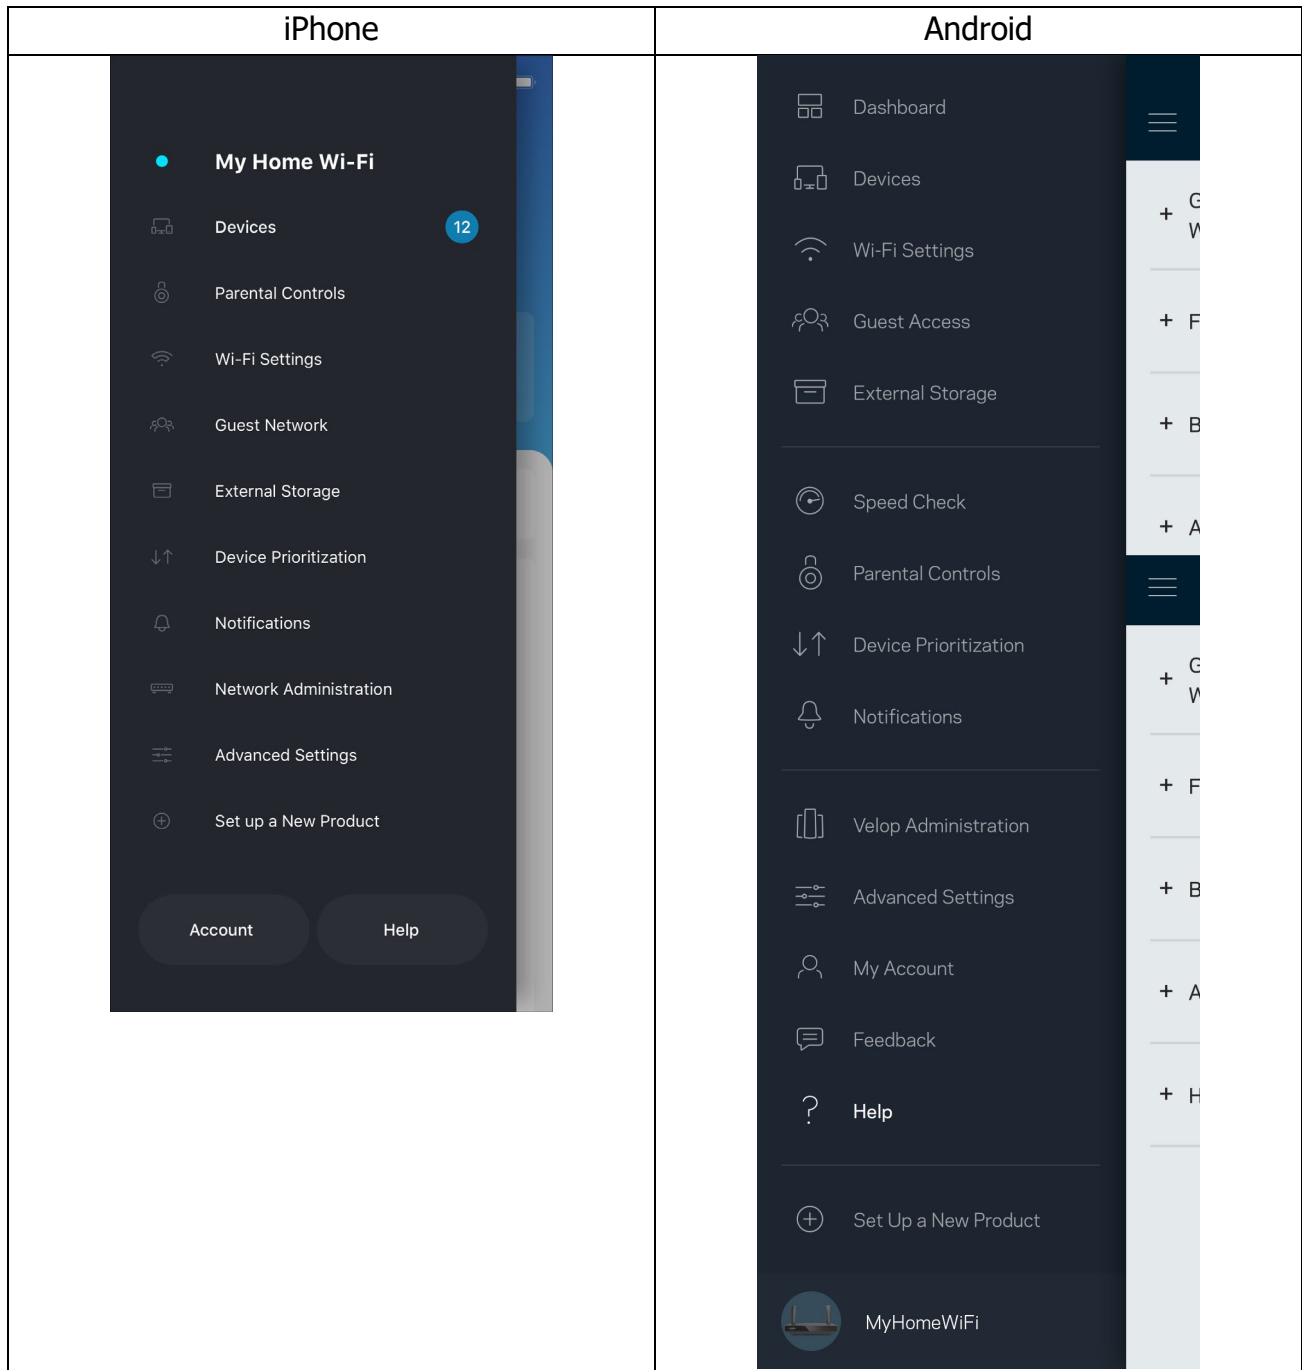 iPhone
Android
My Home Wi-Fi
Devices
12
Parental Controls
Wi-Fi Settings
Guest Network
External Storage
Device Prioritization
Notifications
Network Administration
Advanced Settings
Set up a New Product
Account
Help
Dashboard
Devices
Wi-Fi Settings
Guest Access
External Storage
Speed Check
Parental Controls
Device Prioritization
Notifications
Velop Administration
Advanced Settings
My Account
Feedback
Help
Set Up a New Product
MyHomeWiFi
+ G
+ F
+ B
+ A
+ G
+ F
+ B
+ A
+ H